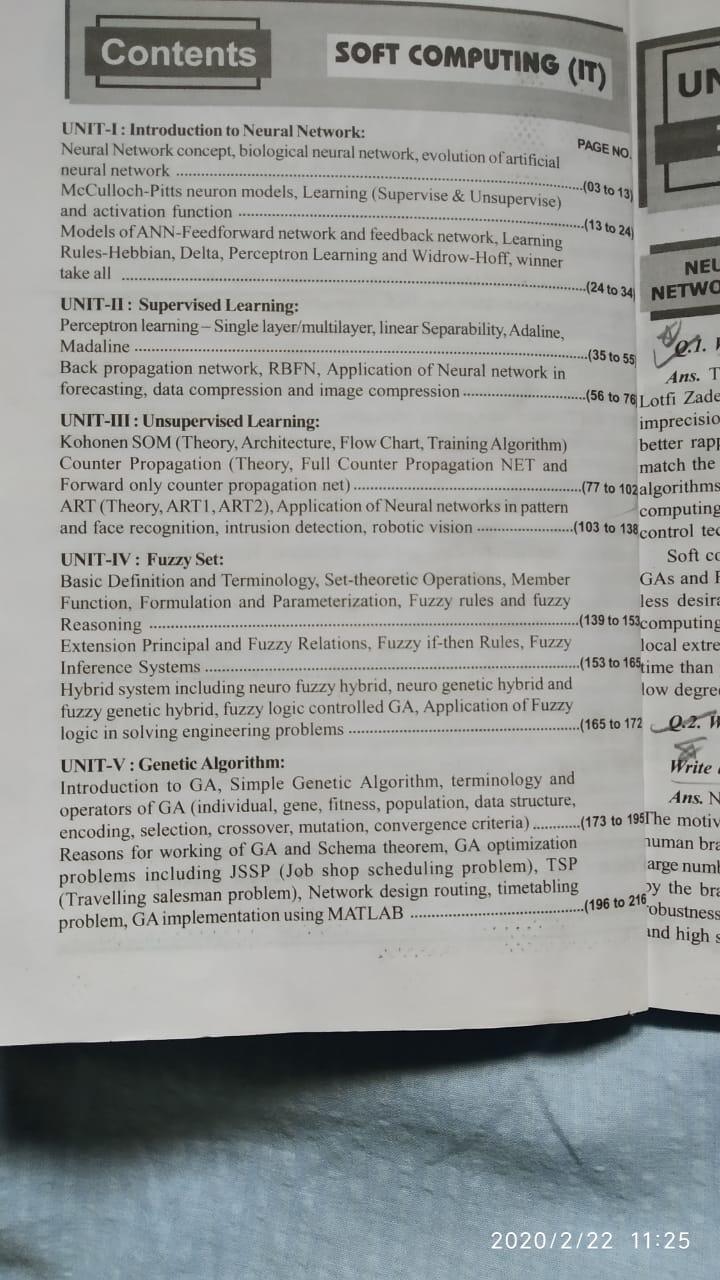 Contents
SOFT COMPUTING (IT)
PAGE NO.
UNIT-I : Introduction to Neural Network:
Neural Network concept, biological neural network, evolution of artificial
neural network ..........(03 to 13)
McCulloch-Pitts neuron models, Learning (Supervise & Unsupervise)
and activation function ..........(13 to 24)
Models of ANN-Feedforward network and feedback network, Learning
Rules-Hebbian, Delta, Perceptron Learning and Widrow-Hoff, winner
take all ..........(24 to 34)
UNIT-II : Supervised Learning:
Perceptron learning – Single layer/multilayer, linear Separability, Adaline,
Madaline ..........(35 to 55)
Back propagation network, RBFN, Application of Neural network in
forecasting, data compression and image compression ..........(56 to 76
UNIT-III : Unsupervised Learning:
Kohonen SOM (Theory, Architecture, Flow Chart, Training Algorithm)
Counter Propagation (Theory, Full Counter Propagation NET and
Forward only counter propagation net) ..........(77 to 102
ART (Theory, ART1, ART2), Application of Neural networks in pattern
and face recognition, intrusion detection, robotic vision ..........(103 to 138
UNIT-IV : Fuzzy Set:
Basic Definition and Terminology, Set-theoretic Operations, Member
Function, Formulation and Parameterization, Fuzzy rules and fuzzy
Reasoning ..........(139 to 153
Extension Principal and Fuzzy Relations, Fuzzy if-then Rules, Fuzzy
Inference Systems ..........(153 to 165
Hybrid system including neuro fuzzy hybrid, neuro genetic hybrid and
fuzzy genetic hybrid, fuzzy logic controlled GA, Application of Fuzzy
logic in solving engineering problems ..........(165 to 172
UNIT-V : Genetic Algorithm:
Introduction to GA, Simple Genetic Algorithm, terminology and
operators of GA (individual, gene, fitness, population, data structure,
encoding, selection, crossover, mutation, convergence criteria) ..........(173 to 195
Reasons for working of GA and Schema theorem, GA optimization
problems including JSSP (Job shop scheduling problem), TSP
(Travelling salesman problem), Network design routing, timetabling
problem, GA implementation using MATLAB ..........(196 to 216
UN
NEU
NETWO
Q.1. W
Ans. T
Lotfi Zade
imprecisio
better rapp
match the
algorithms
computing
control tec
Soft co
GAs and F
less desira
computing
local extre
time than
low degree
Q.2. W
Write
Ans. N
The motiv
human bra
large numb
by the bra
robustness
and high s
2020/2/22 11:25